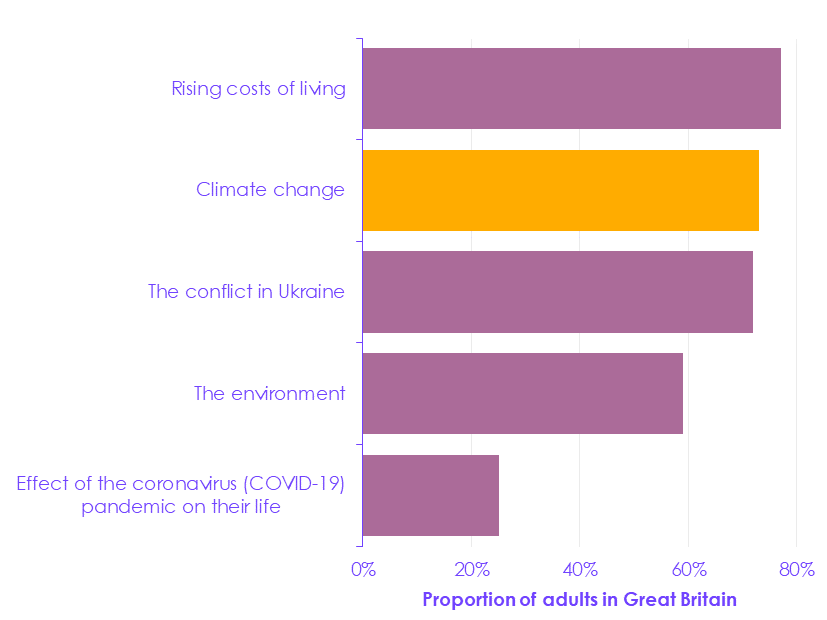 Rising costs of living
Climate change
The conflict in Ukraine
The environment
Effect of the coronavirus (COVID-19)
pandemic on their life
0% 20% 40% 60% 80%
Proportion of adults in Great Britain